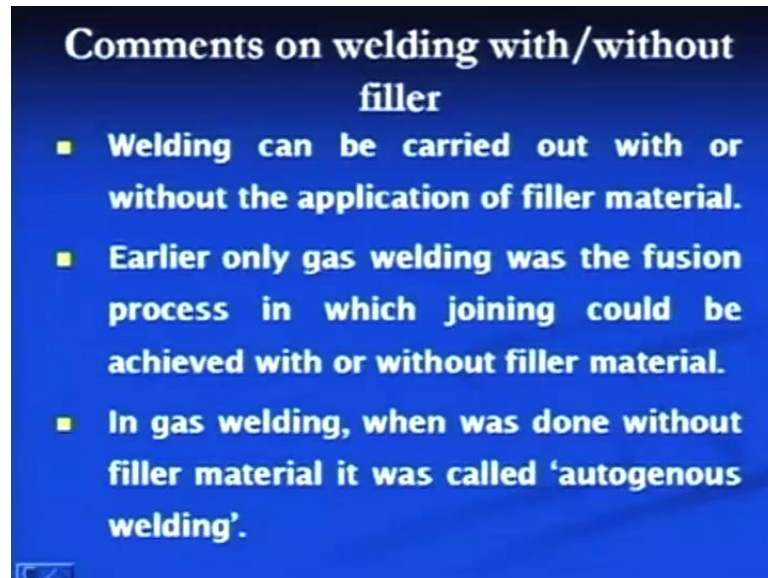 Comments on welding with/without
filler
Welding can be carried out with or
without the application of filler material.
Earlier only gas welding was the fusion
process in which joining could be
achieved with or without filler material.
In gas welding, when was done without
filler material it was called ‘autogenous
welding’.